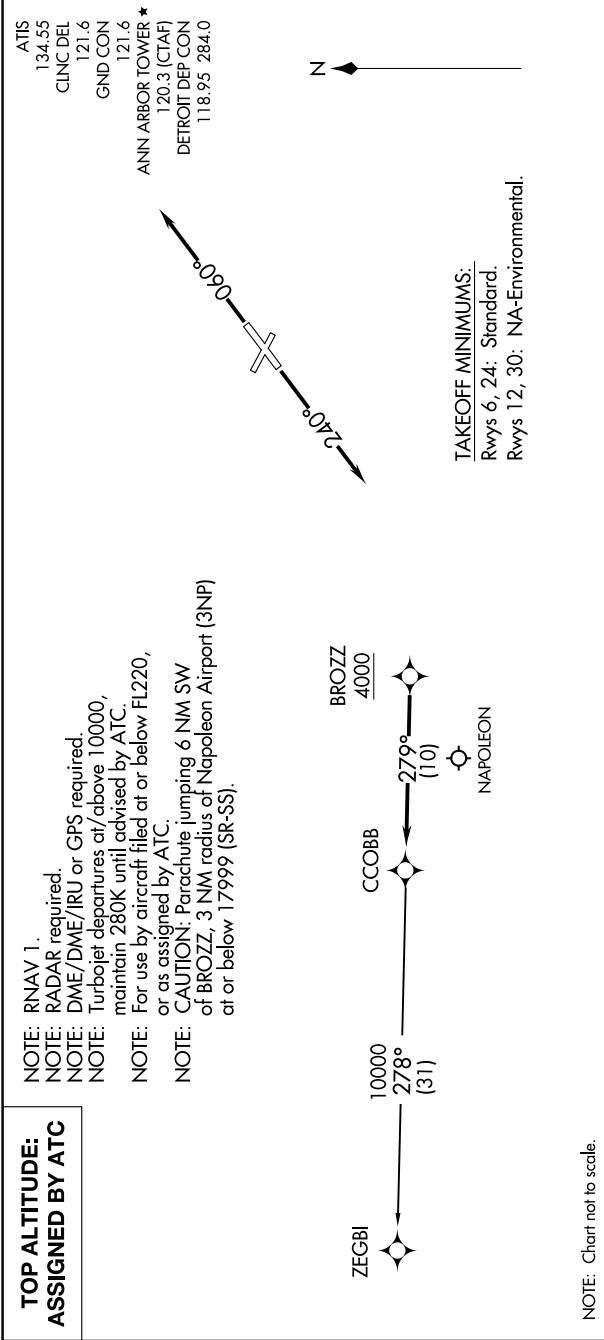 TOP ALTITUDE:
ASSIGNED BY ATC
NOTE: RNAV 1.
NOTE: RADAR required.
NOTE: DME/DME/IRU or GPS required.
NOTE: Turbojet departures at/above 10000,
maintain 280K until advised by ATC.
NOTE: For use by aircraft filed at or below FL220,
or as assigned by ATC.
NOTE: CAUTION: Parachute jumping 6 NM SW
of BROZZ, 3 NM radius of Napoleon Airport (3NP)
at or below 17999 (SR-SS).
ATIS
134.55
CLNC DEL
121.6
GND CON
121.6
ANN ARBOR TOWER ★
120.3 (CTAF)
DETROIT DEP CON
118.95 284.0
060°
240°
N
BROZZ
4000
279°
(10)
NAPOLEON
CCOBB
10000
278°
(31)
ZEGBI
TAKEOFF MINIMUMS:
Rwys 6, 24: Standard.
Rwys 12, 30: NA-Environmental.
NOTE: Chart not to scale.